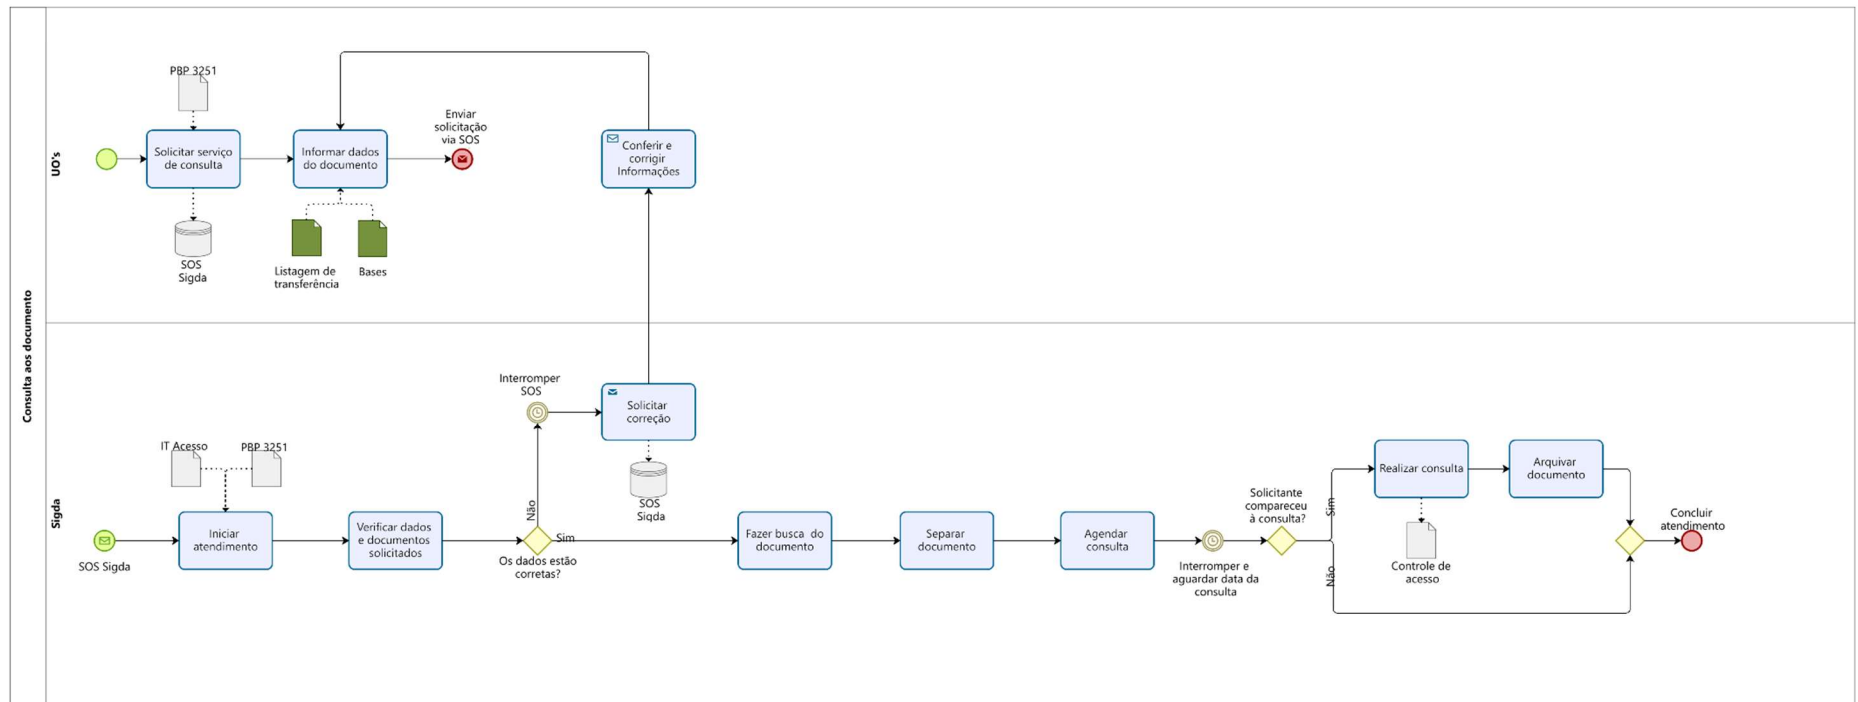 Consulta aos documento
UO's
PBP 3251
Solicitar serviço
de consulta
SOS
Sigda
Informar dados
do documento
Listagem de
transferência
Bases
Enviar
solicitação
via SOS
Conferir e
corrigir
Informações
Sigda
SOS Sigda
IT Acesso
PBP 3251
Iniciar
atendimento
Verificar dados
e documentos
solicitados
Os dados estão
corretas?
Não
Sim
Interromper
SOS
Solicitar
correção
SOS
Sigda
Fazer busca do
documento
Separar
documento
Agendar
consulta
Interromper e
aguardar data da
consulta
Solicitante
compareceu
à consulta?
Sim
Não
Realizar consulta
Controle de
acesso
Arquivar
documento
Concluir
atendimento